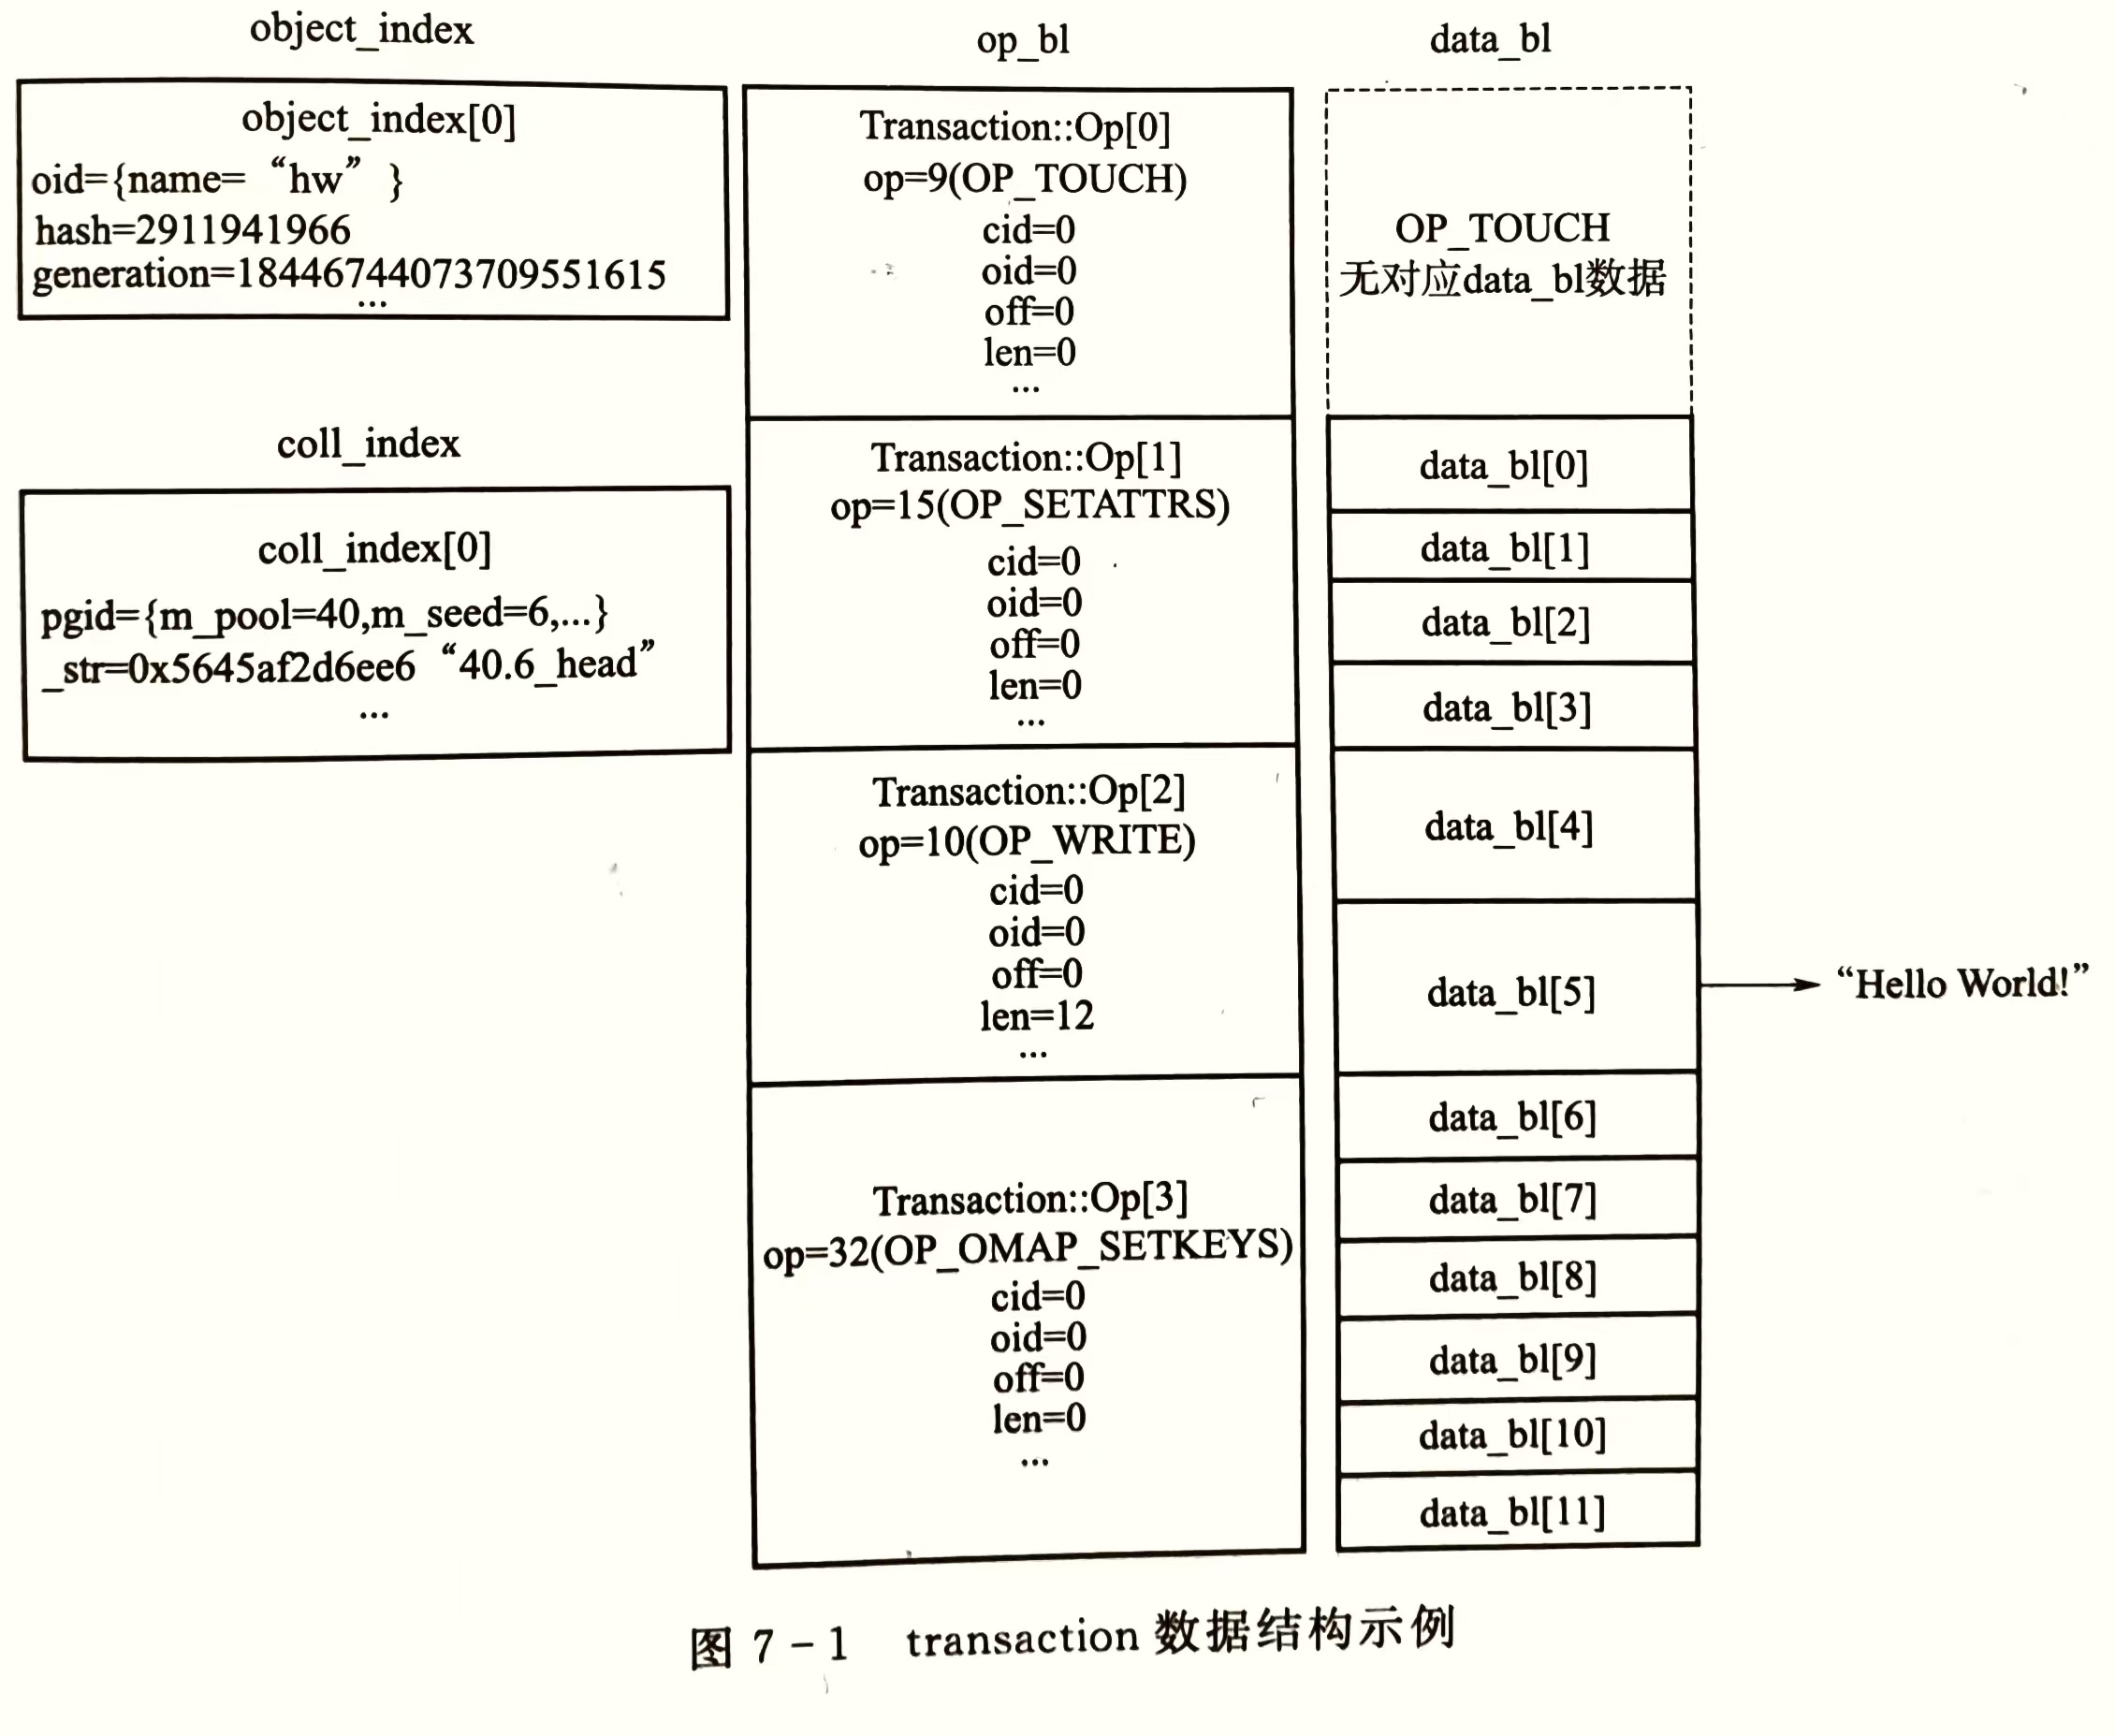 object_index
object_index[0]
oid={name= “hw” }
hash=2911941966
generation=18446744073709551615
...
coll_index
coll_index[0]
pgid={m_pool=40,m_seed=6,...}
_str=0x5645af2d6ee6 “40.6_head”
...
op_bl
Transaction::Op[0]
op=9(OP_TOUCH)
cid=0
oid=0
off=0
len=0
...
Transaction::Op[1]
op=15(OP_SETATTRS)
cid=0
oid=0
off=0
len=0
...
Transaction::Op[2]
op=10(OP_WRITE)
cid=0
oid=0
off=0
len=12
...
Transaction::Op[3]
op=32(OP_OMAP_SETKEYS)
cid=0
oid=0
off=0
len=0
...
data_bl
OP_TOUCH
无对应data_bl数据
data_bl[0]
data_bl[1]
data_bl[2]
data_bl[3]
data_bl[4]
data_bl[5]
“Hello World!”
data_bl[6]
data_bl[7]
data_bl[8]
data_bl[9]
data_bl[10]
data_bl[11]
图 7-1 transaction 数据结构示例